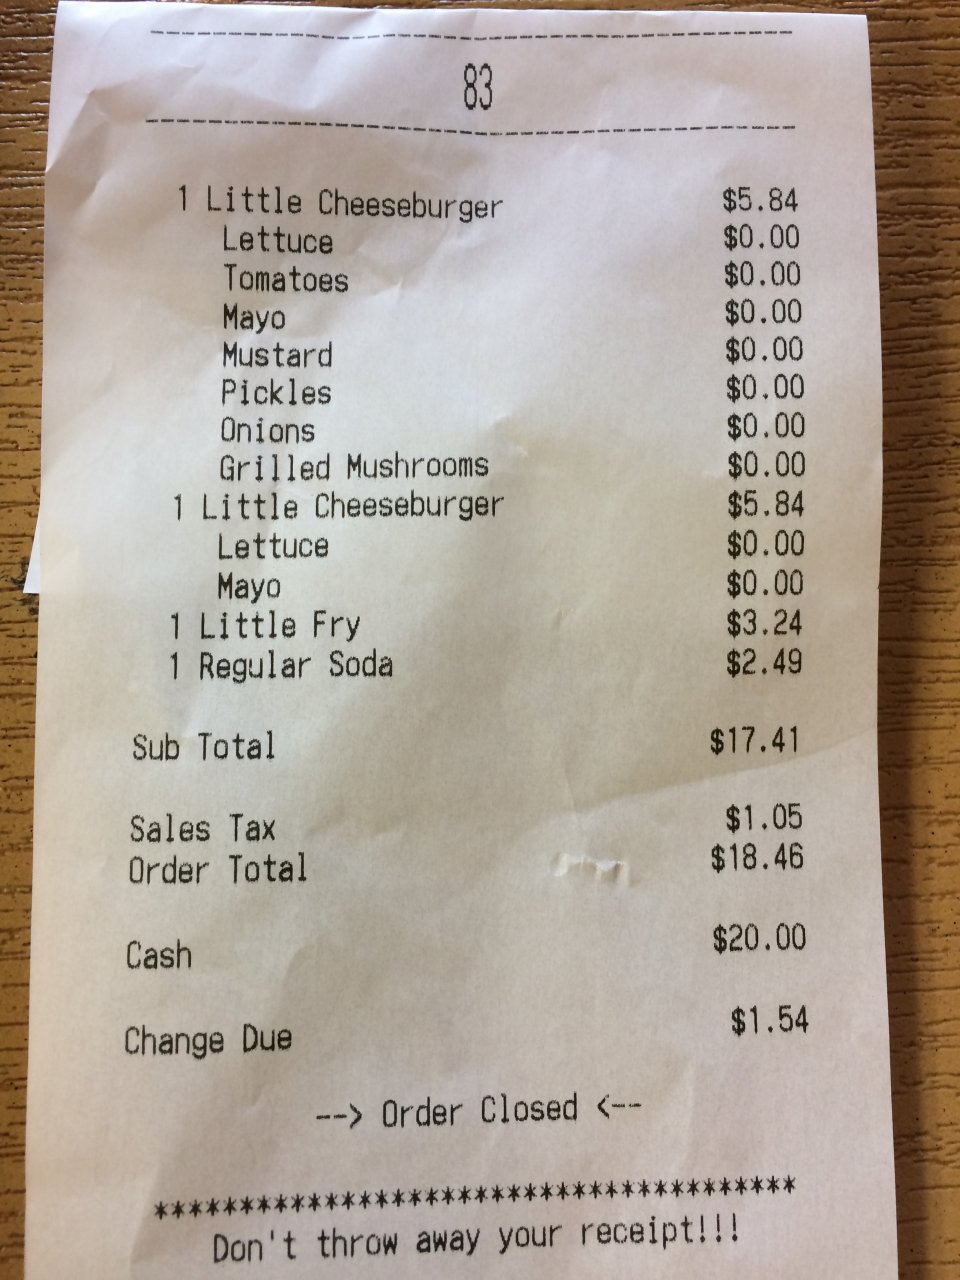 83
1 Little Cheeseburger $5.84
Lettuce $0.00
Tomatoes $0.00
Mayo $0.00
Mustard $0.00
Pickles $0.00
Onions $0.00
Grilled Mushrooms $0.00
1 Little Cheeseburger $5.84
Lettuce $0.00
Mayo $0.00
1 Little Fry $3.24
1 Regular Soda $2.49
Sub Total $17.41
Sales Tax $1.05
Order Total $18.46
Cash $20.00
Change Due $1.54
--> Order Closed <--
***************************************
Don't throw away your receipt!!!